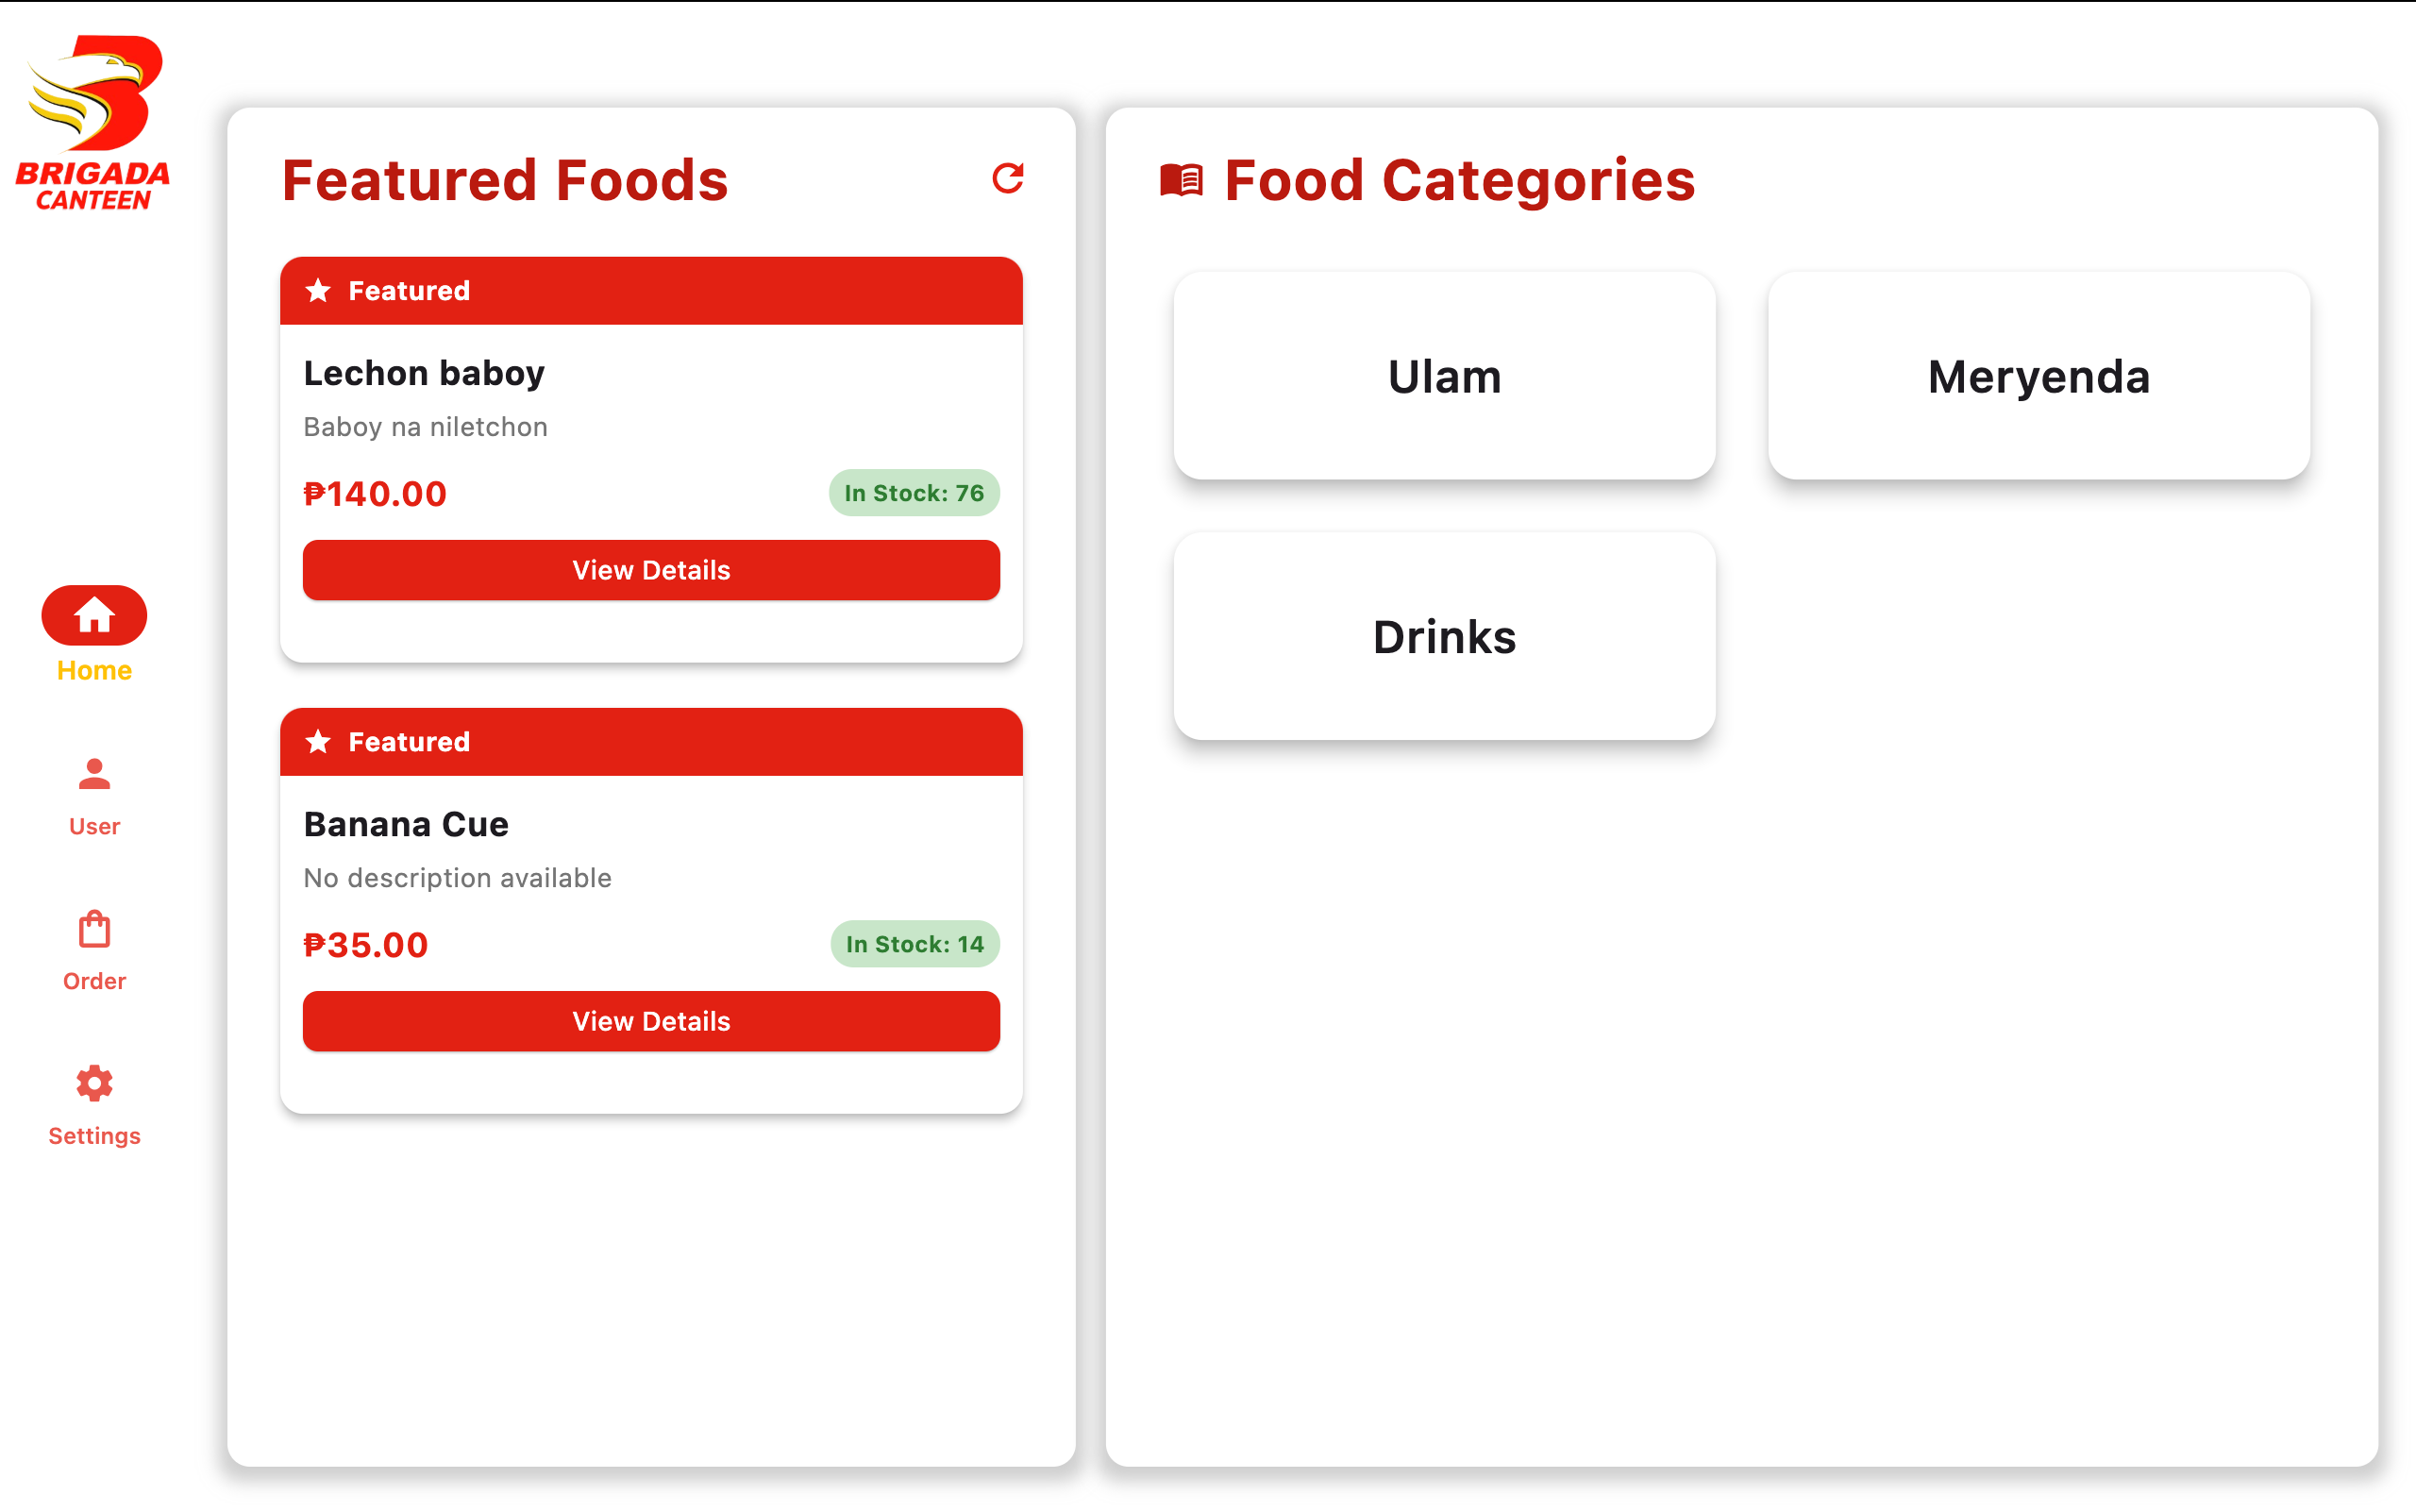 BRIGADA
CANTEEN
Home
User
Order
Settings
Featured Foods
Featured
Lechon baboy
Baboy na niletchon
₱140.00
In Stock: 76
View Details
Featured
Banana Cue
No description available
₱35.00
In Stock: 14
View Details
Food Categories
Ulam
Meryenda
Drinks